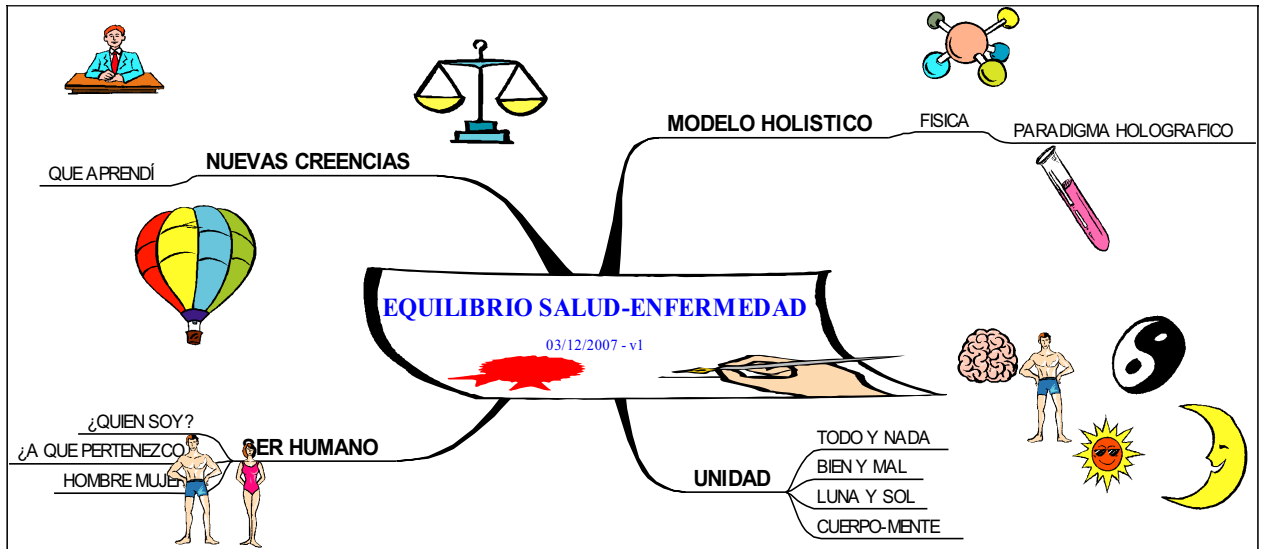 MODELO HOLISTICO
FISICA
PARADIGMA HOLOGRAFICO
NUEVAS CREENCIAS
QUE APRENDÍ
EQUILIBRIO SALUD-ENFERMEDAD
03/12/2007 - v1
¿QUIEN SOY?
¿A QUE PERTENEZCO
HOMBRE MUJER
SER HUMANO
UNIDAD
TODO Y NADA
BIEN Y MAL
LUNA Y SOL
CUERPO-MENTE